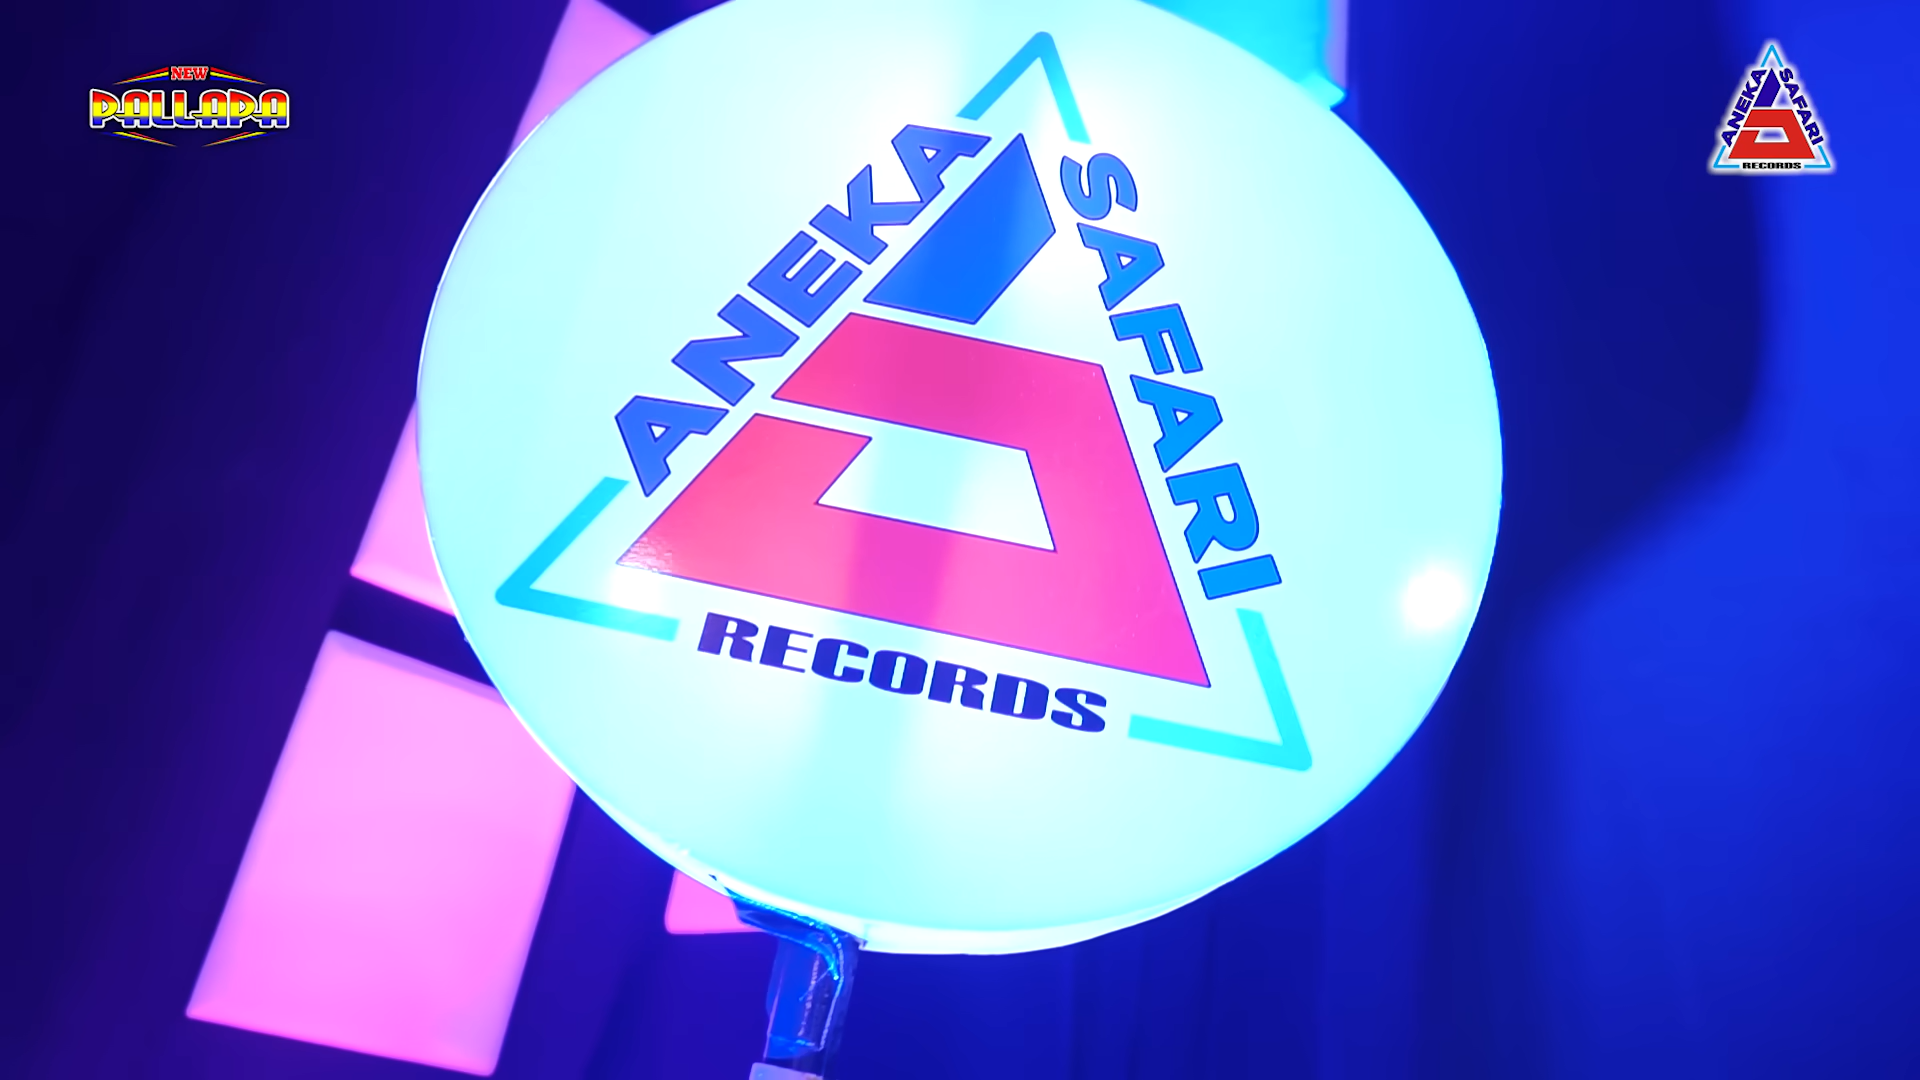 NEW
PALLAPA
ANEKA
SAFARI
RECORDS
ANEKA
SAFARI
RECORDS